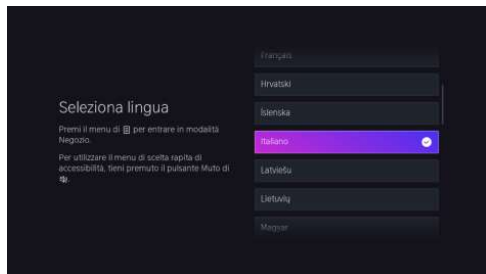 Seleziona lingua
Premi il menu di per entrare in modalità
Negozio.
Per utilizzare il menu di scelta rapida di
accessibilità, tieni premuto il pulsante Muto di
.
Français
Hrvatski
Íslenska
Italiano
Latviešu
Lietuvių
Magyar